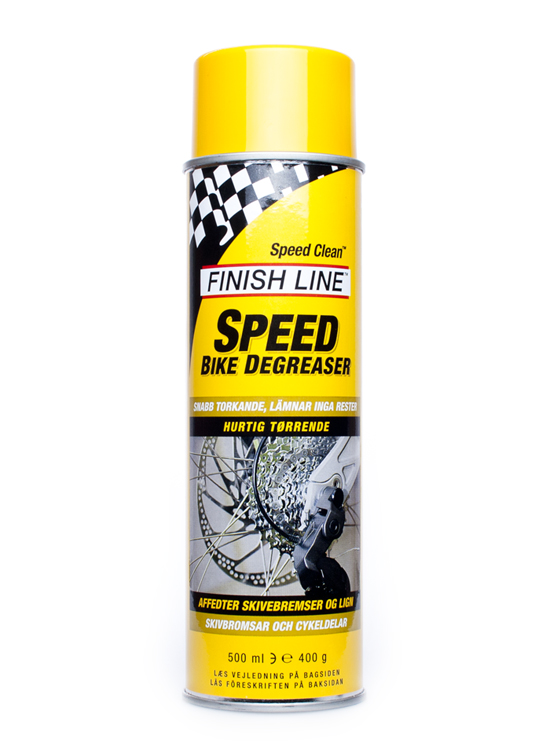 Speed Clean™
FINISH LINE™
SPEED
BIKE DEGREASER
SNABB TORKANDE, LÄMNAR INGA RESTER
HURTIG TØRRENDE
AFFEDTER SKIVEBREMSER OG LIGN
SKIVBROMSAR OCH CYKELDELAR
500 ml ℮ 400 g
LÆS VEJLEDNING PÅ BAGSIDEN
LÄS FÖRESKRIFTEN PÅ BAKSIDAN